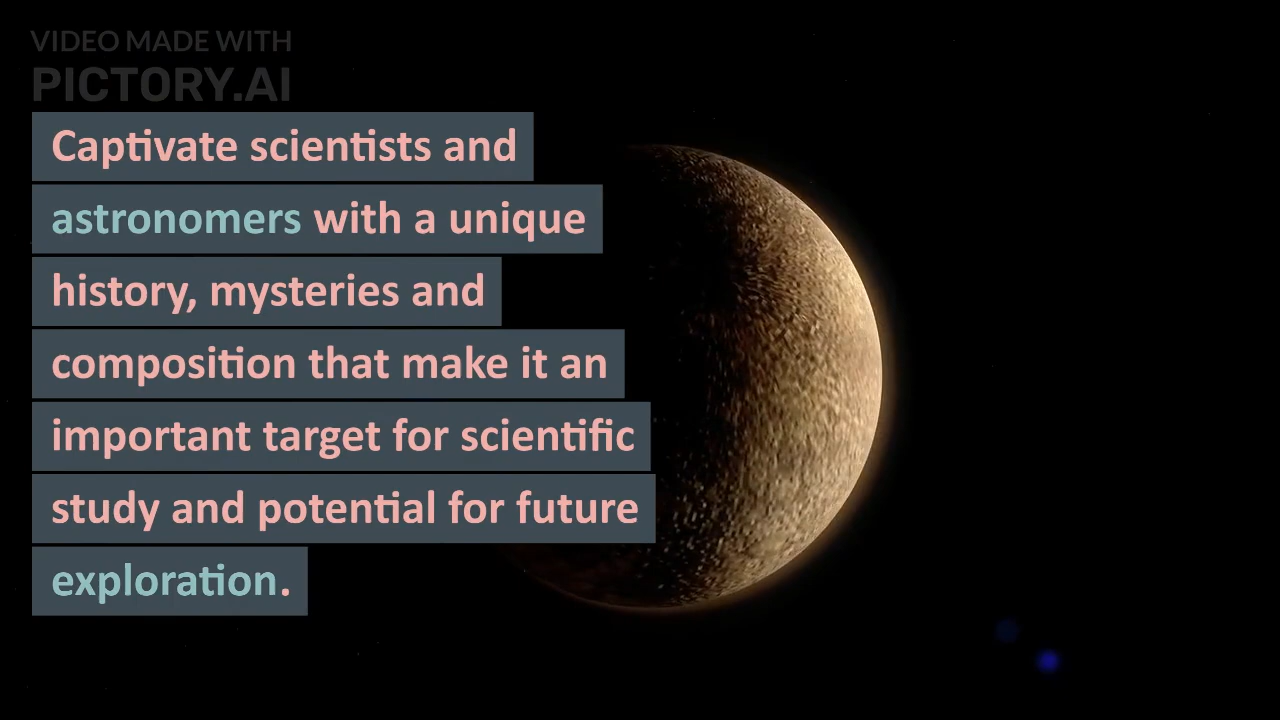 VIDEO MADE WITH
PICTORY.AI
Captivate scientists and
astronomers with a unique
history, mysteries and
composition that make it an
important target for scientific
study and potential for future
exploration.